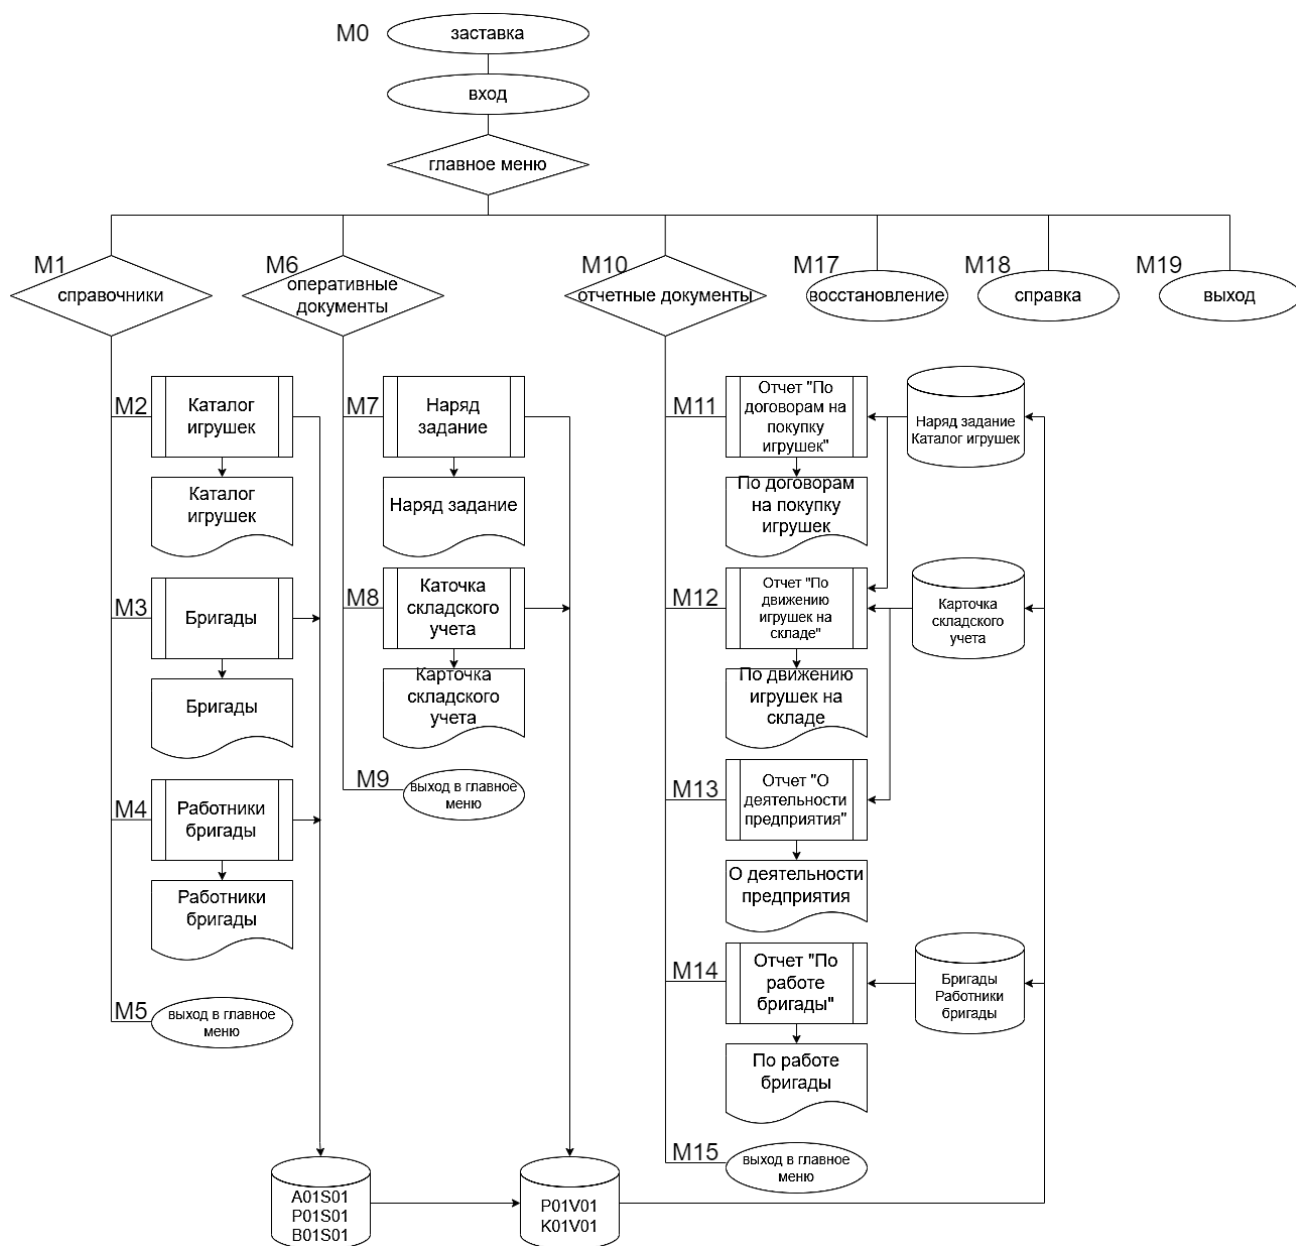 M0
заставка
вход
главное меню
M1
справочники
M6
оперативные
документы
M10
отчетные документы
M17
восстановление
M18
справка
M19
выход
M2
Каталог
игрушек
Каталог
игрушек
M3
Бригады
Бригады
M4
Работники
бригады
Работники
бригады
M5
выход в главное
меню
M7
Наряд
задание
Наряд задание
M8
Каточка
складского
учета
Карточка
складского
учета
M9
выход в главное
меню
M11
Отчет "По
договорам на
покупку
игрушек"
По договорам
на покупку
игрушек
M12
Отчет "По
движению
игрушек на
складе"
По движению
игрушек на
складе
M13
Отчет "О
деятельности
предприятия"
О деятельности
предприятия
M14
Отчет "По
работе
бригады"
По работе
бригады
M15
выход в главное
меню
Наряд задание
Каталог игрушек
Карточка
складского
учета
Бригады
Работники
бригады
A01S01
P01S01
B01S01
P01V01
K01V01